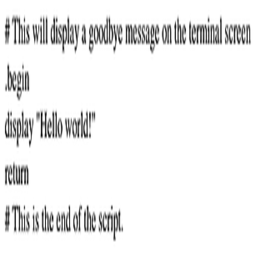 # This will display a goodbye message on the terminal screen
.begin
display "Hello world!"
return
# This is the end of the script.